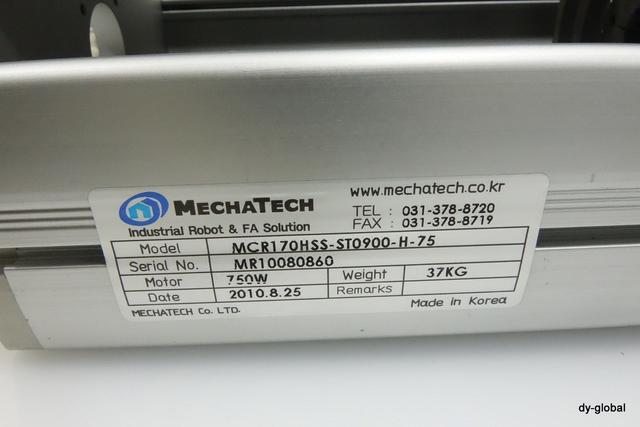 MECHATECH
www.mechatech.co.kr
Industrial Robot & FA Solution
TEL : 031-378-8720
FAX : 031-378-8719
Model MCR170HSS-ST0900-H-75
Serial No. MR10080860
Motor 750W Weight 37KG
Date 2010.8.25 Remarks
MECHATECH Co. LTD. Made in Korea
dy-global